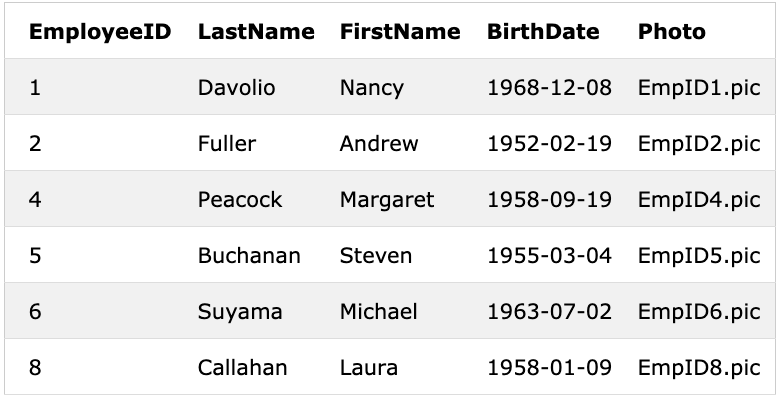 EmployeeID LastName FirstName BirthDate Photo
1 Davolio Nancy 1968-12-08 EmpID1.pic
2 Fuller Andrew 1952-02-19 EmpID2.pic
4 Peacock Margaret 1958-09-19 EmpID4.pic
5 Buchanan Steven 1955-03-04 EmpID5.pic
6 Suyama Michael 1963-07-02 EmpID6.pic
8 Callahan Laura 1958-01-09 EmpID8.pic